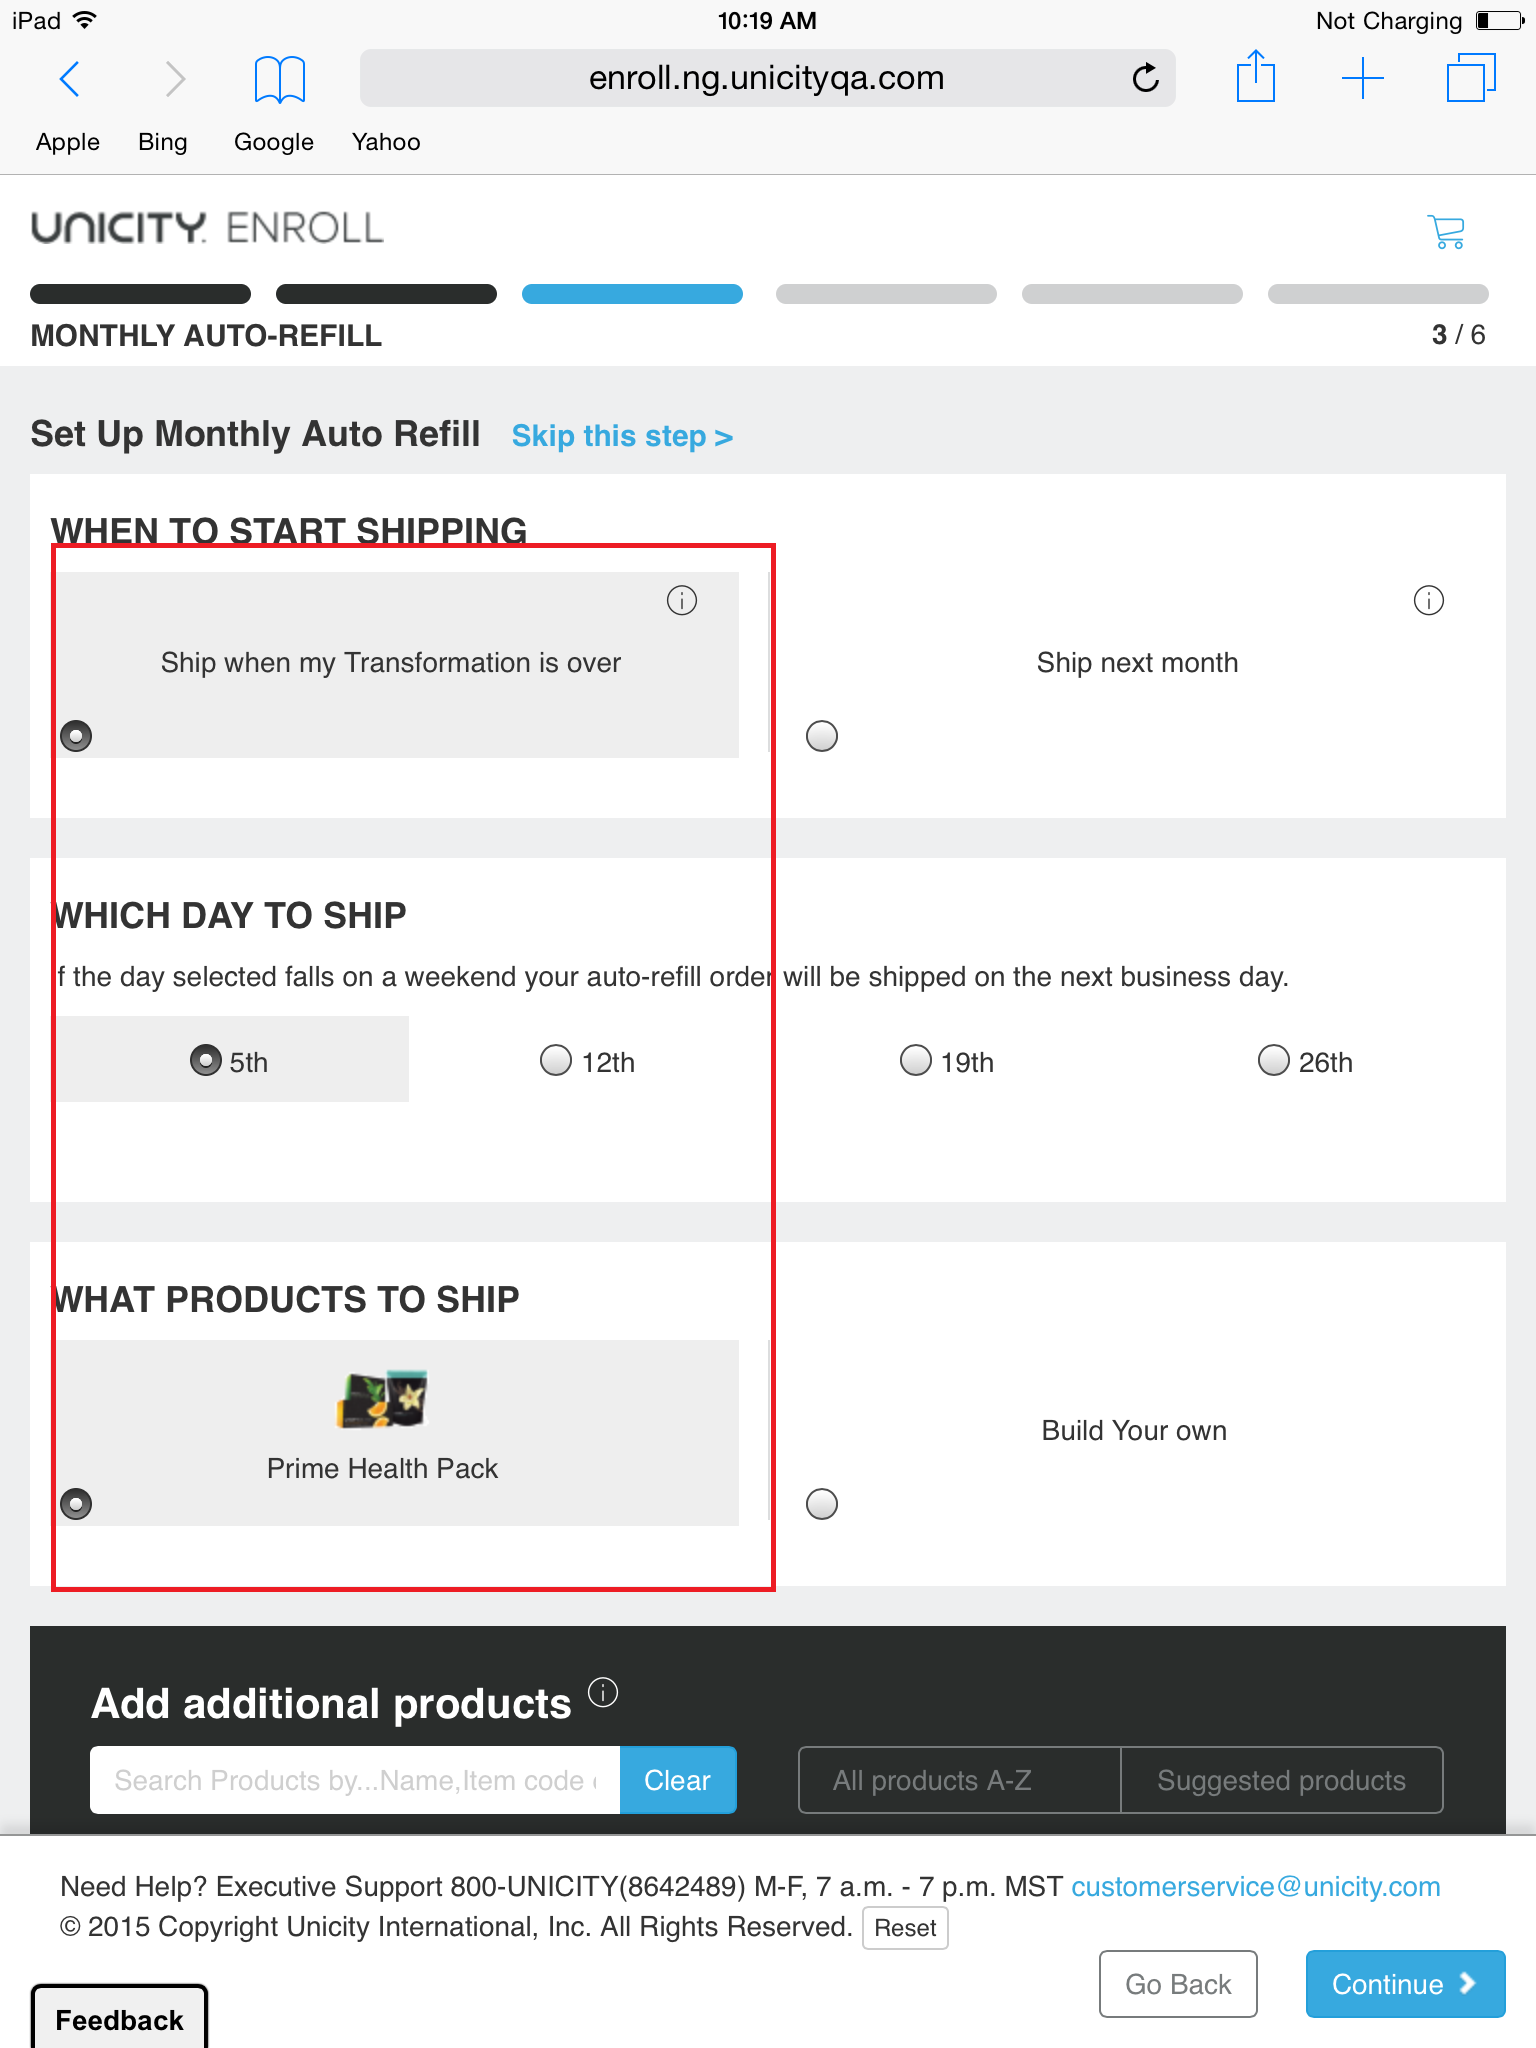 iPad 10:19 AM Not Charging
enroll.ng.unicityqa.com
Apple Bing Google Yahoo
UNICITY. ENROLL
MONTHLY AUTO-REFILL 3 / 6
Set Up Monthly Auto Refill Skip this step >
WHEN TO START SHIPPING
Ship when my Transformation is over Ship next month
WHICH DAY TO SHIP
If the day selected falls on a weekend your auto-refill order will be shipped on the next business day.
5th 12th 19th 26th
WHAT PRODUCTS TO SHIP
Build Your own
Prime Health Pack
Add additional products
Search Products by...Name,Item code Clear All products A-Z Suggested products
Need Help? Executive Support 800-UNICITY(8642489) M-F, 7 a.m. - 7 p.m. MST customerservice@unicity.com
© 2015 Copyright Unicity International, Inc. All Rights Reserved. Reset
Go Back Continue
Feedback